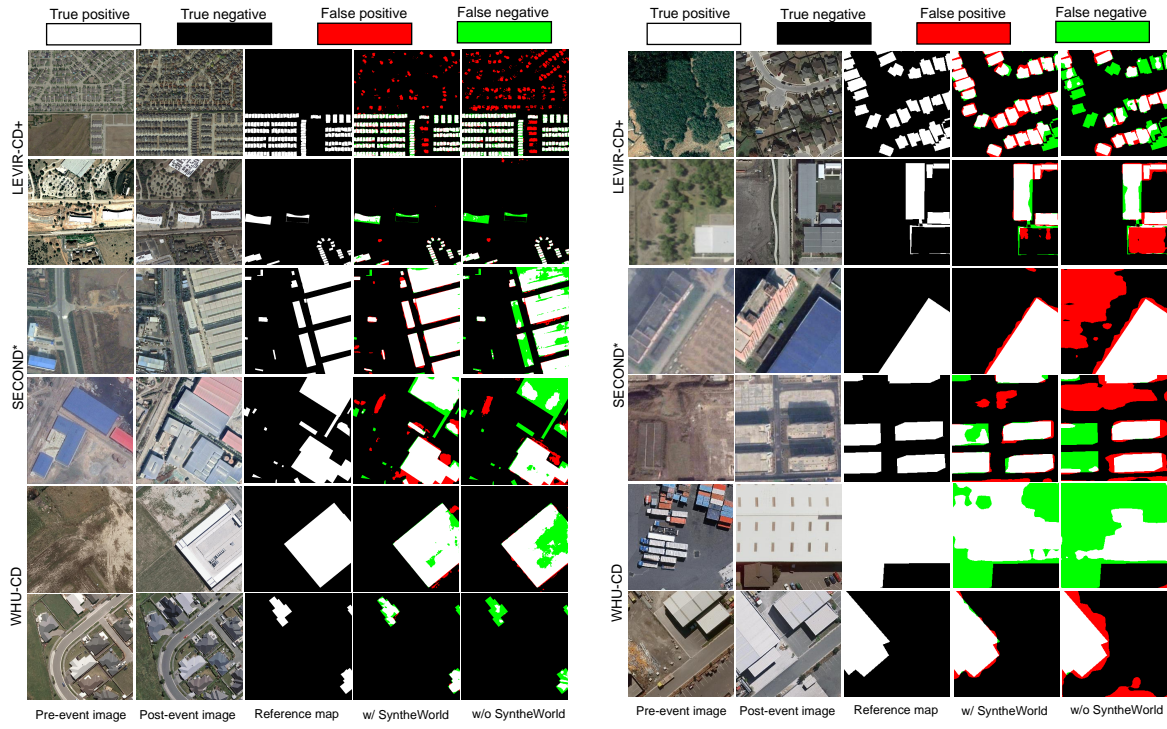 True positive True negative False positive False negative
LEVIR-CD+
SECOND*
WHU-CD
Pre-event image Post-event image Reference map w/ SyntheWorld w/o SyntheWorld
True positive True negative False positive False negative
LEVIR-CD+
SECOND*
WHU-CD
Pre-event image Post-event image Reference map w/ SyntheWorld w/o SyntheWorld